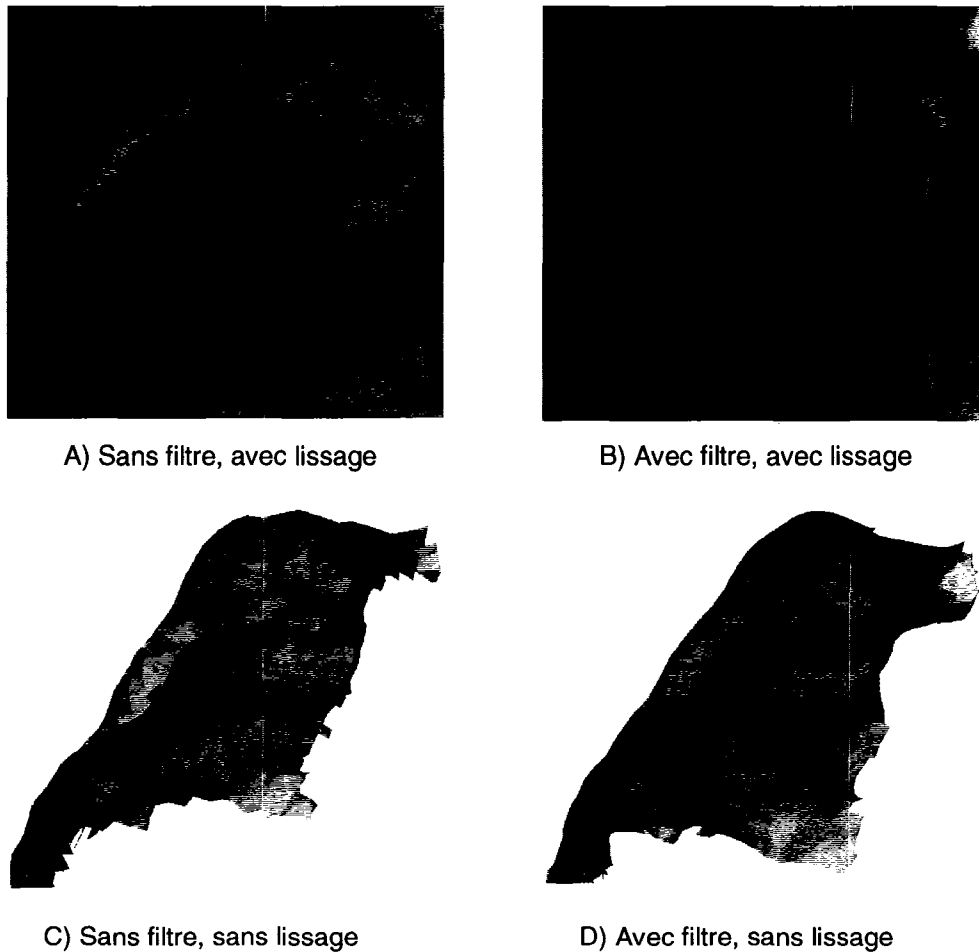 A) Sans filtre, avec lissage
B) Avec filtre, avec lissage
C) Sans filtre, sans lissage
D) Avec filtre, sans lissage